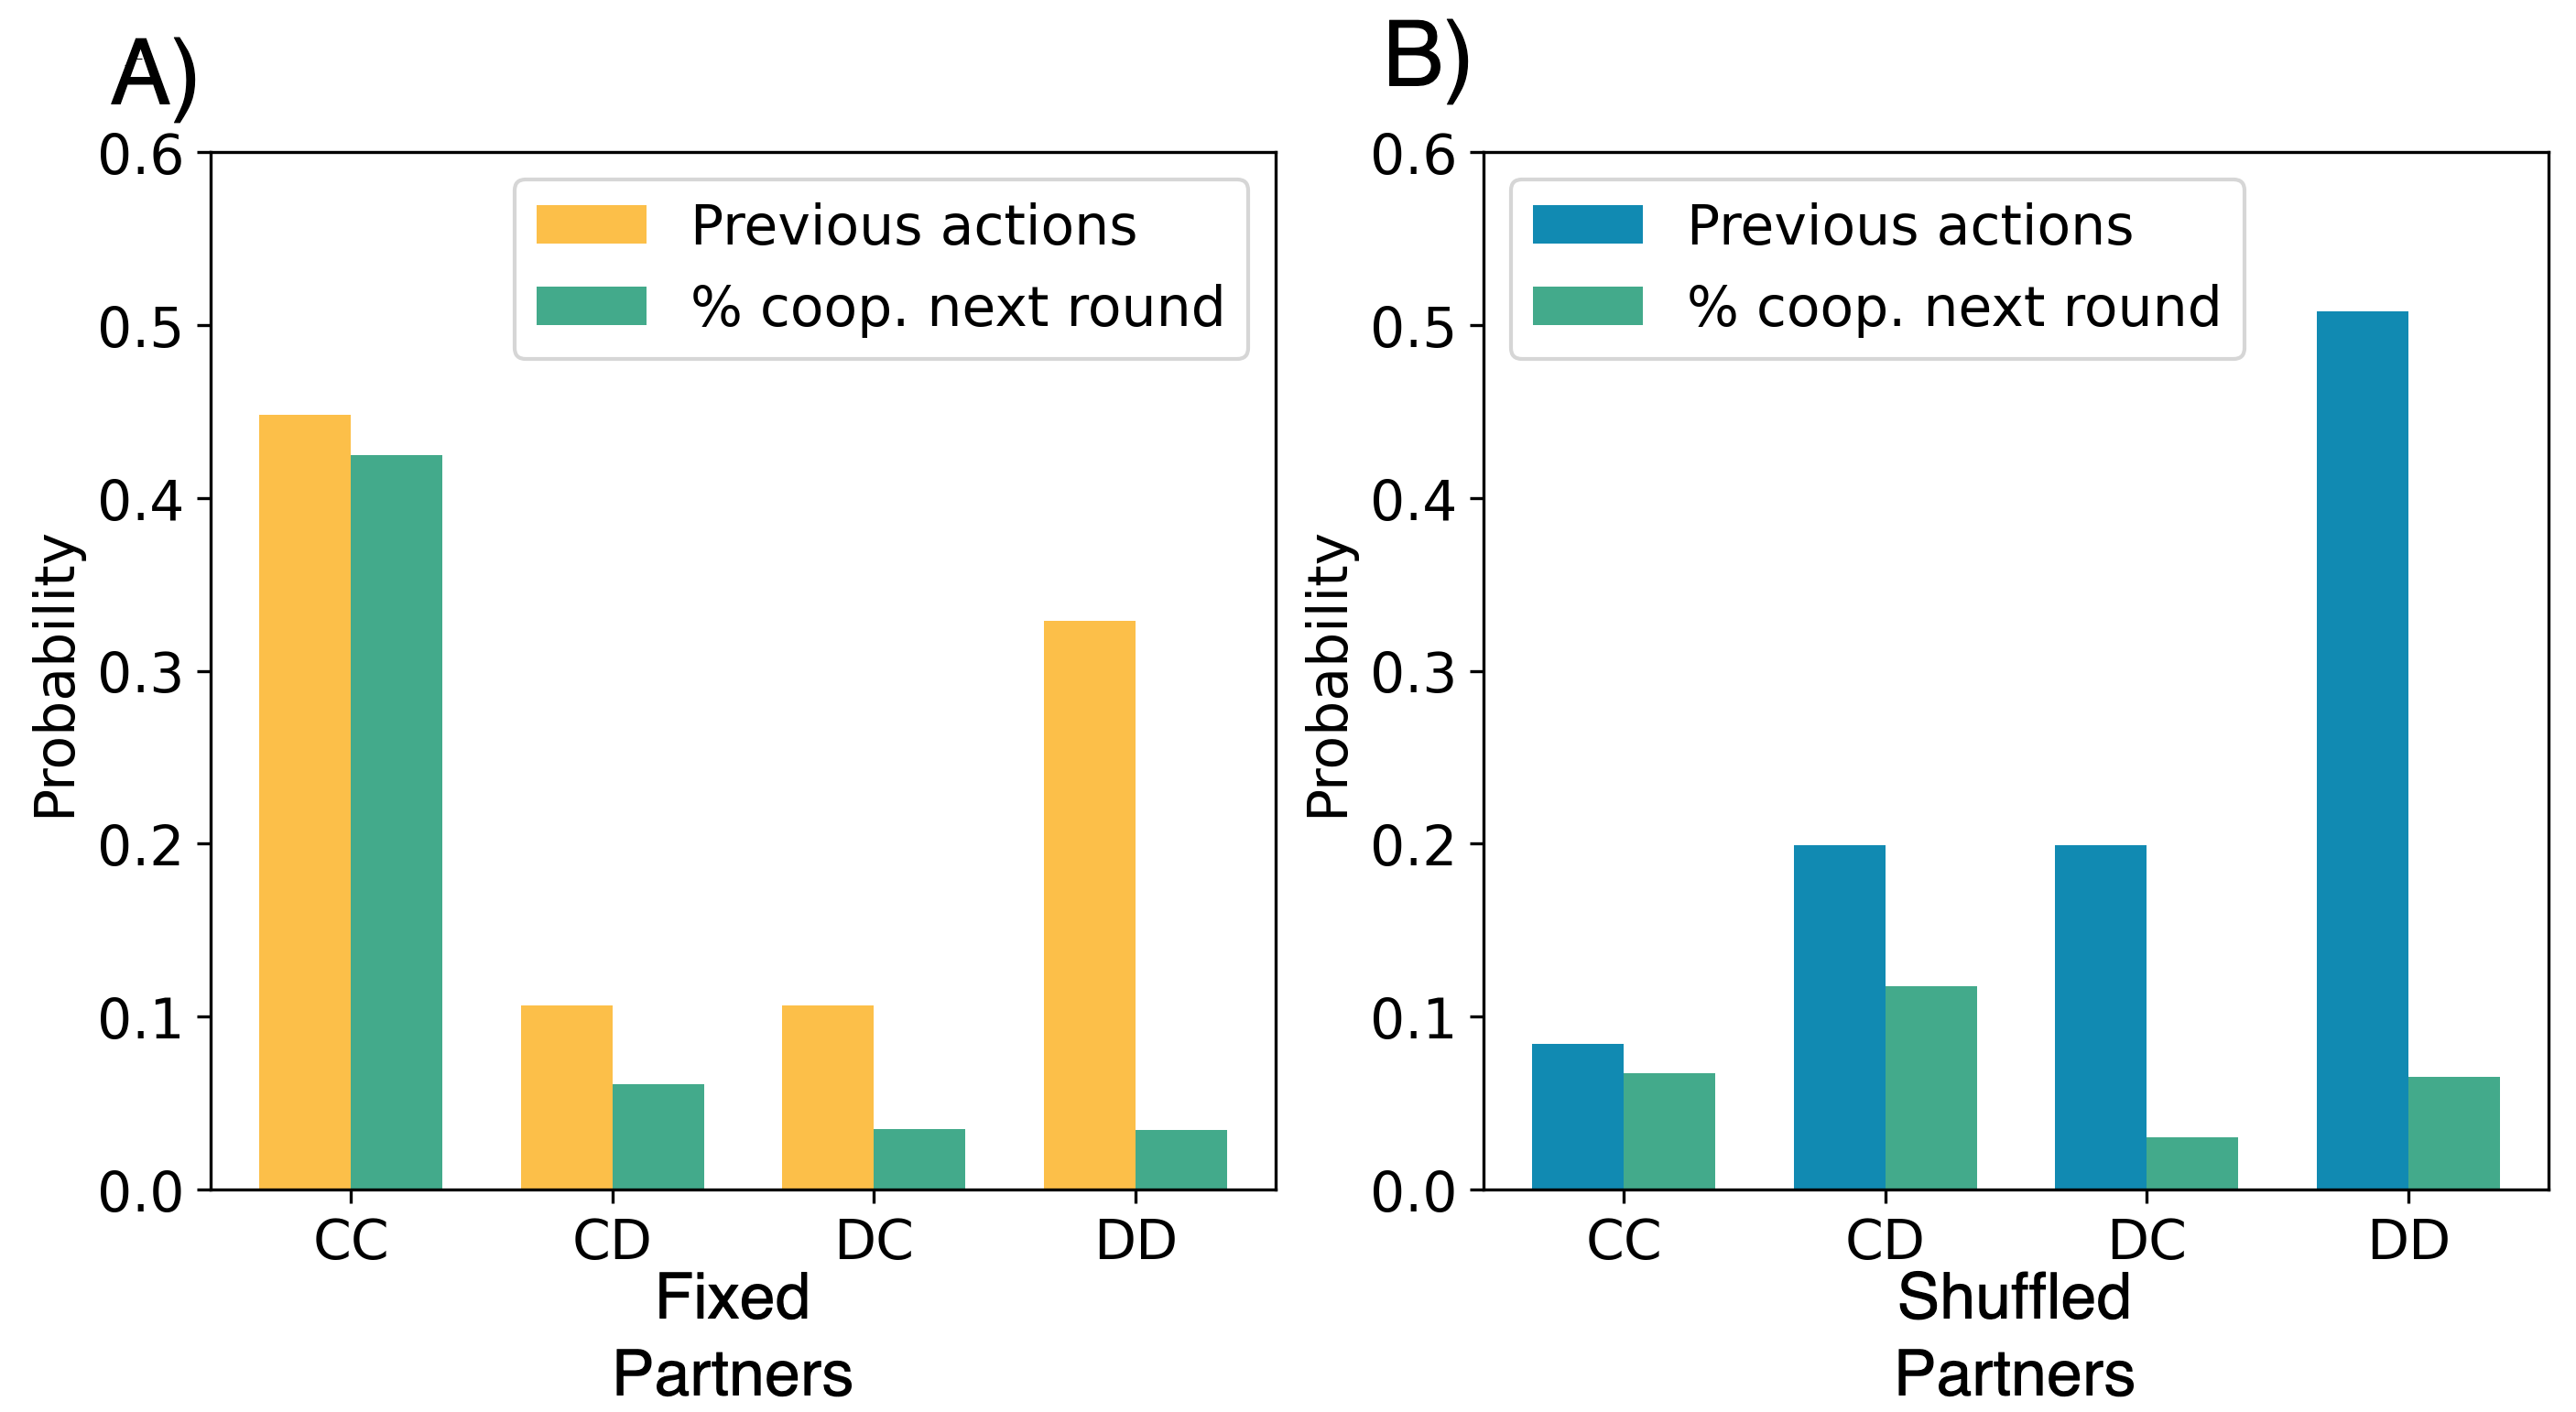 A)
0.6
0.5
0.4
0.3
0.2
0.1
0.0
Probability
Previous actions
% coop. next round
CC CD DC DD
Fixed
Partners
B)
0.6
0.5
0.4
0.3
0.2
0.1
0.0
Probability
Previous actions
% coop. next round
CC CD DC DD
Shuffled
Partners